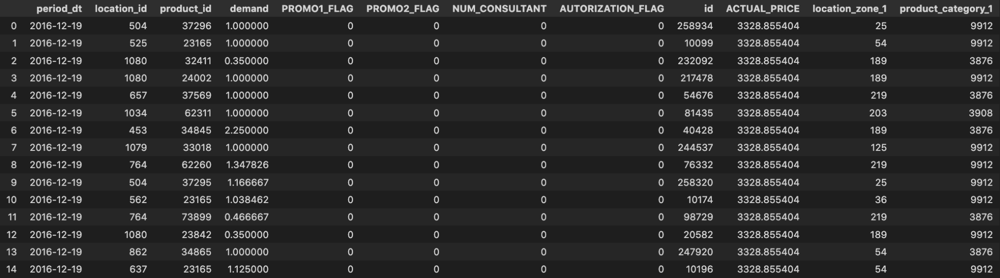 period_dt location_id product_id demand PROMO1_FLAG PROMO2_FLAG NUM_CONSULTANT AUTORIZATION_FLAG id ACTUAL_PRICE location_zone_1 product_category_1
0 2016-12-19 504 37296 1.000000 0 0 0 0 258934 3328.855404 25 9912
1 2016-12-19 525 23165 1.000000 0 0 0 0 10099 3328.855404 54 9912
2 2016-12-19 1080 32411 0.350000 0 0 0 0 232092 3328.855404 189 3876
3 2016-12-19 1080 24002 1.000000 0 0 0 0 217478 3328.855404 189 9912
4 2016-12-19 657 37569 1.000000 0 0 0 0 54676 3328.855404 219 3876
5 2016-12-19 1034 62311 1.000000 0 0 0 0 81435 3328.855404 203 3908
6 2016-12-19 453 34845 2.250000 0 0 0 0 40428 3328.855404 189 3876
7 2016-12-19 1079 33018 1.000000 0 0 0 0 244537 3328.855404 125 9912
8 2016-12-19 764 62260 1.347826 0 0 0 0 76332 3328.855404 219 9912
9 2016-12-19 504 37295 1.166667 0 0 0 0 258320 3328.855404 25 9912
10 2016-12-19 562 23165 1.038462 0 0 0 0 10174 3328.855404 36 9912
11 2016-12-19 764 73899 0.466667 0 0 0 0 98729 3328.855404 219 3876
12 2016-12-19 1080 23842 0.350000 0 0 0 0 20582 3328.855404 189 9912
13 2016-12-19 862 34865 1.000000 0 0 0 0 247920 3328.855404 54 3876
14 2016-12-19 637 23165 1.125000 0 0 0 0 10196 3328.855404 54 9912